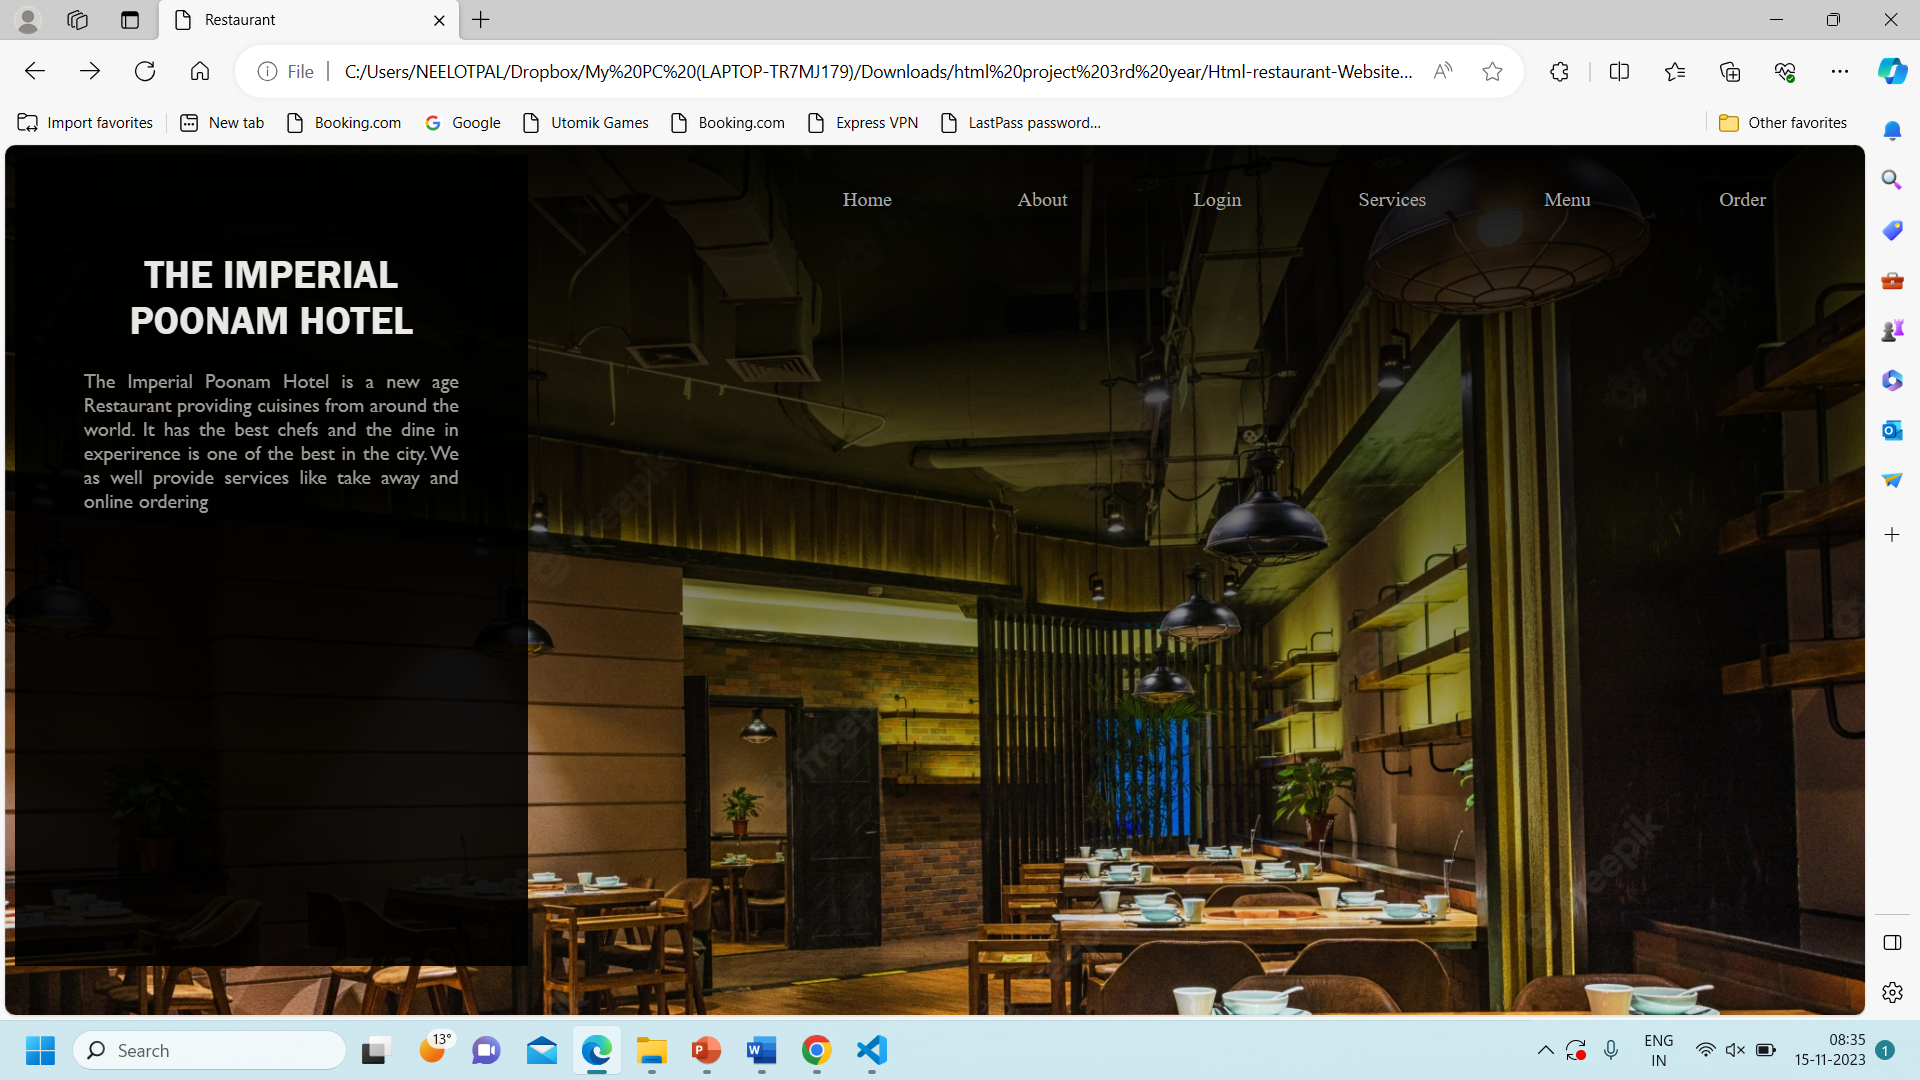 Restaurant
File
C:/Users/NEELOTPAL/Dropbox/My%20PC%20(LAPTOP-TR7MJ179)/Downloads/html%20project%203rd%20year/Html-restaurant-Website...
Import favorites
New tab
Booking.com
Google
Utomik Games
Booking.com
Express VPN
LastPass password...
Other favorites
Home
About
Login
Services
Menu
Order
THE IMPERIAL
POONAM HOTEL
The Imperial Poonam Hotel is a new age
Restaurant providing cuisines from around the
world. It has the best chefs and the dine in
experirence is one of the best in the city.We
as well provide services like take away and
online ordering
freepik
freepik
freepik
freepik
Search
13°
ENG
IN
08:35
15-11-2023
1